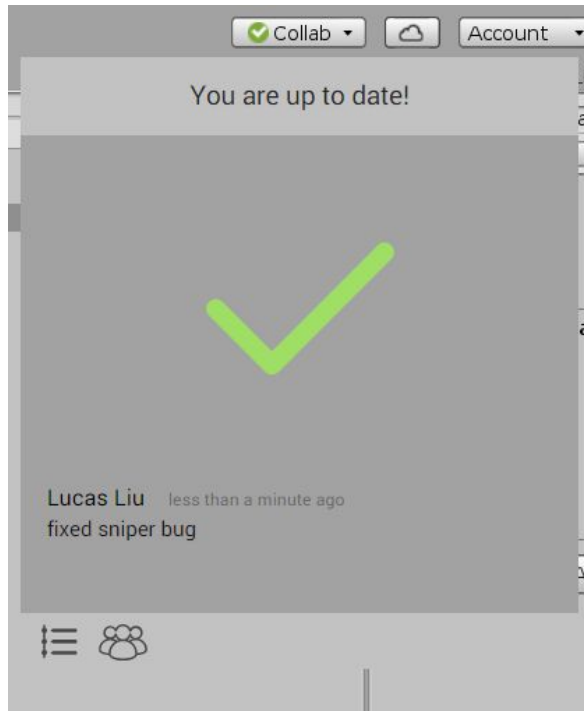 Collab Account
You are up to date!
Lucas Liu less than a minute ago
fixed sniper bug